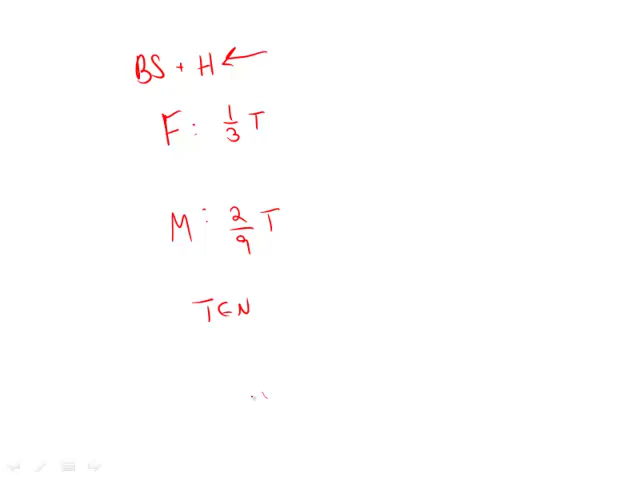 BS + H ←
F : 1/3 T
M : 2/9 T
T ∈ N